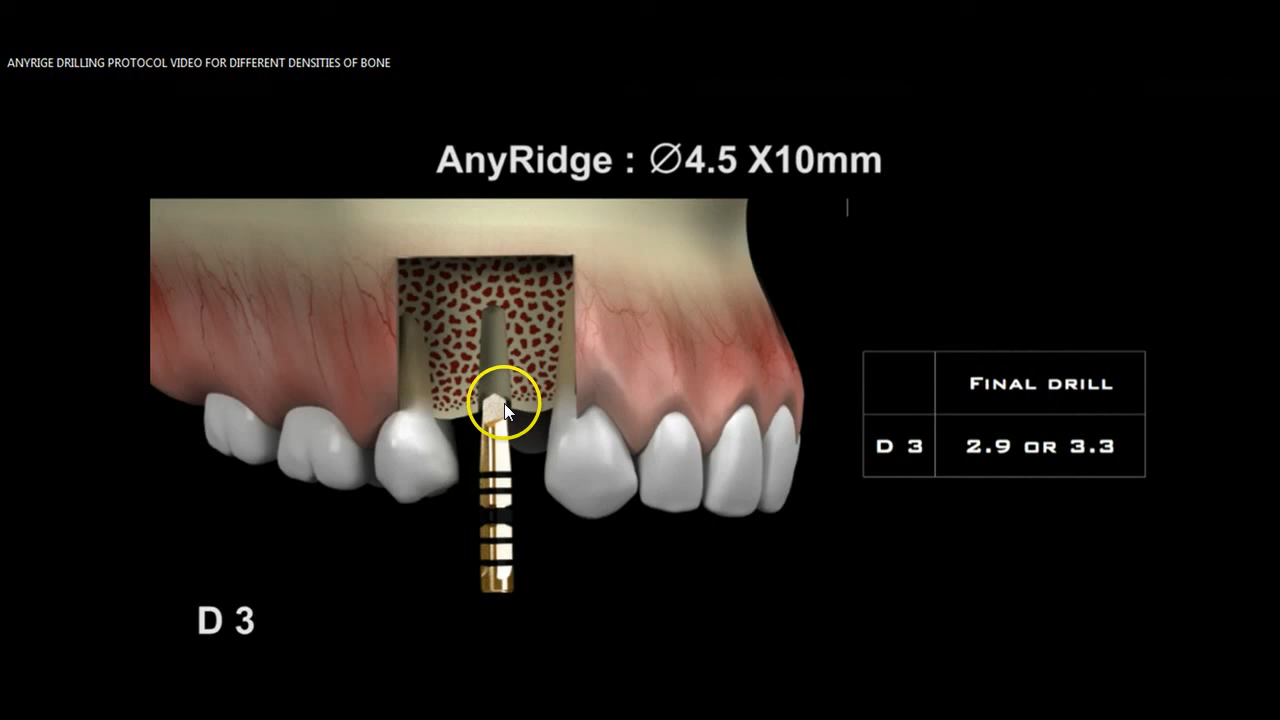 ANYRIGE DRILLING PROTOCOL VIDEO FOR DIFFERENT DENSITIES OF BONE
AnyRidge : ∅4.5 X10mm
FINAL DRILL
D 3 2.9 OR 3.3
D 3